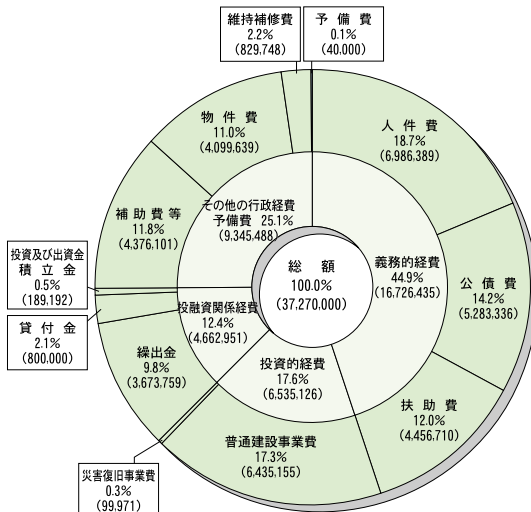 維持補修費
2.2%
(829.748)
予備費
0.1%
(40.000)
人件費
18.7%
(6,986.389)
公債費
14.2%
(5,283.336)
扶助費
12.0%
(4,456,710)
普通建設事業費
17.3%
(6,435.155)
災害復旧事業費
0.3%
(99.971)
繰出金
9.8%
(3,673,759)
貸付金
2.1%
(800.000)
投資及び出資金
積立金
0.5%
(189.192)
補助費等
11.8%
(4,376.101)
物件費
11.0%
(4,099.639)
その他の行政経費
予備費 25.1%
(9,345,488)
義務的経費
44.9%
(16,726,435)
投資的経費
17.6%
(6,535,126)
投融資関係経費
12.4%
(4,662,951)
総額
100.0%
(37,270,000)